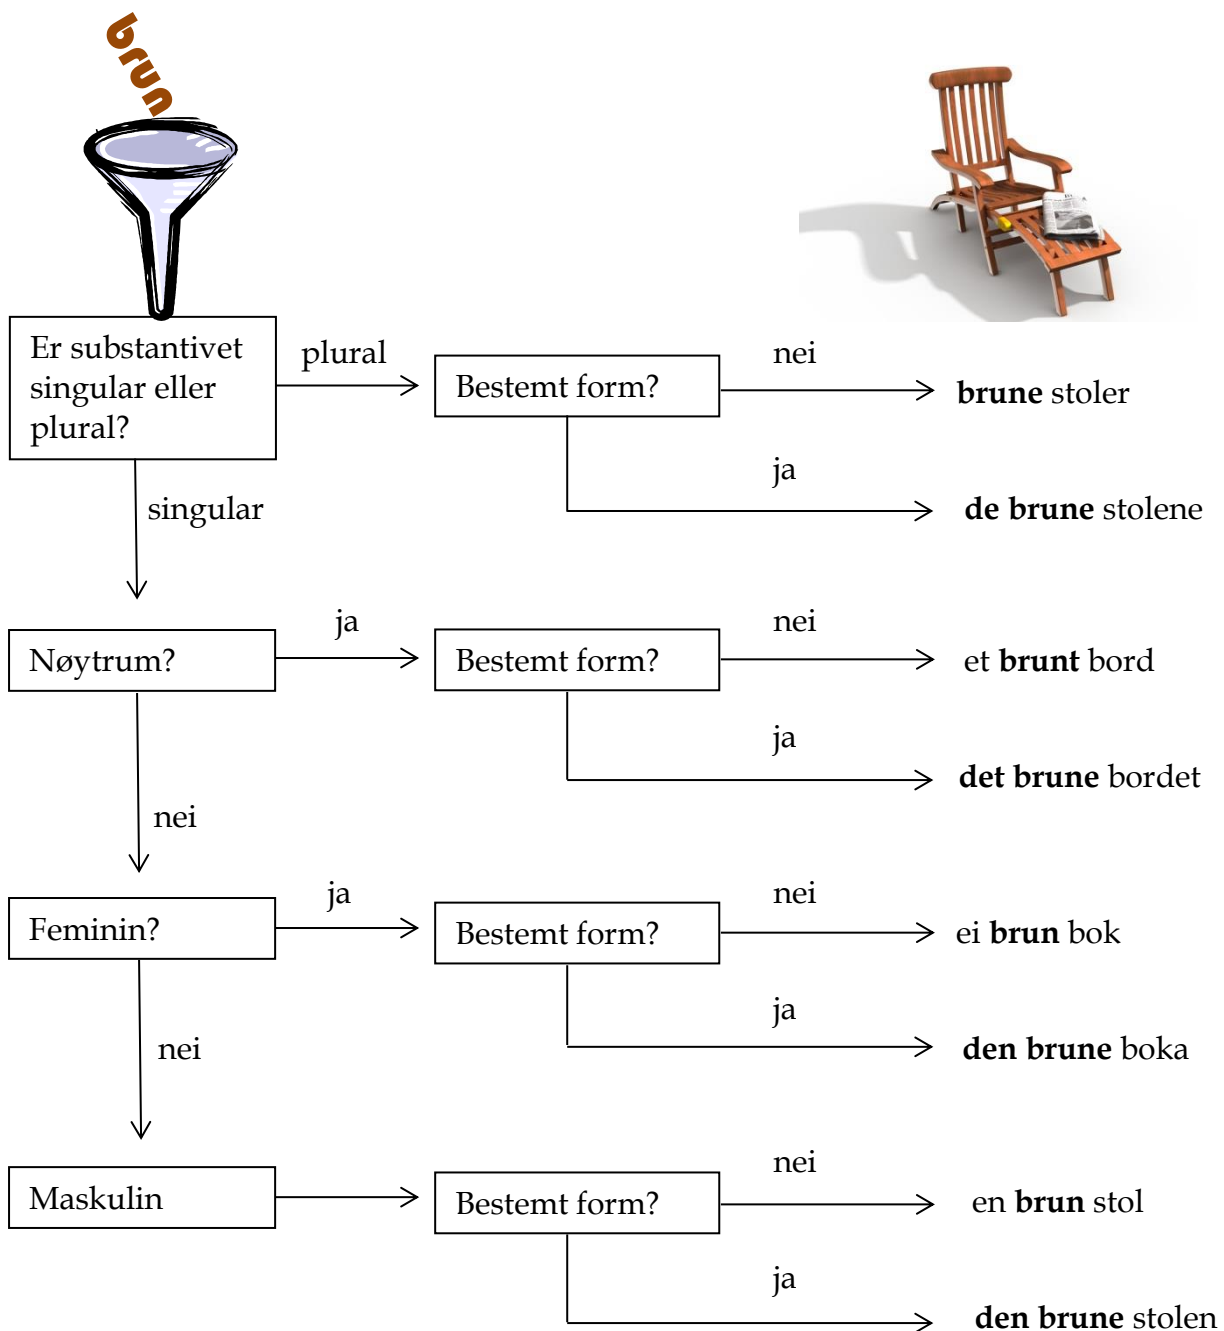 brun
Er substantivet
singular eller
plural?
plural
Bestemt form?
nei
brune stoler
ja
de brune stolene
singular
Nøytrum?
ja
Bestemt form?
nei
et brunt bord
ja
det brune bordet
nei
Feminin?
ja
Bestemt form?
nei
ei brun bok
ja
den brune boka
nei
Maskulin
Bestemt form?
nei
en brun stol
ja
den brune stolen